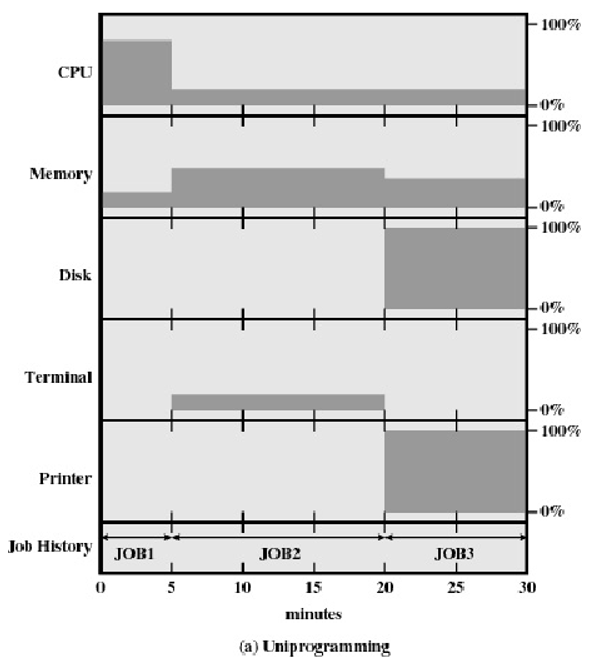 100%
CPU
0%
100%
Memory
0%
100%
Disk
0%
100%
Terminal
0%
100%
Printer
0%
Job History
JOB1 JOB2 JOB3
0 5 10 15 20 25 30
minutes
(a) Uniprogramming